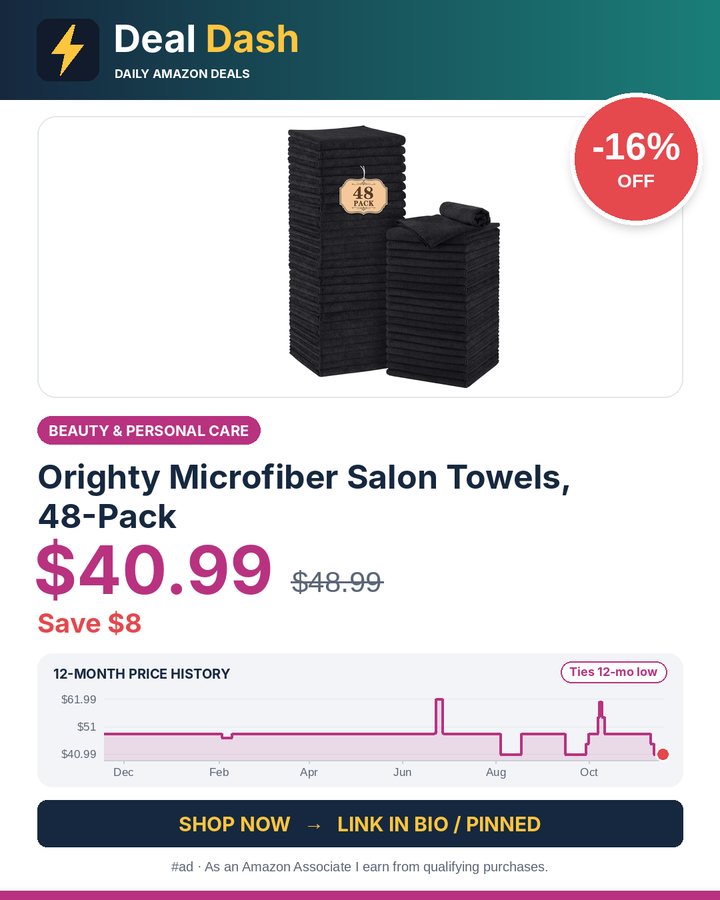 Deal Dash
DAILY AMAZON DEALS
-16%
OFF
48
PACK
BEAUTY & PERSONAL CARE
Orighty Microfiber Salon Towels,
48-Pack
$40.99 $48.99
Save $8
12-MONTH PRICE HISTORY
Ties 12-mo low
$61.99
$51
$40.99
Dec Feb Apr Jun Aug Oct
SHOP NOW → LINK IN BIO / PINNED
#ad · As an Amazon Associate I earn from qualifying purchases.